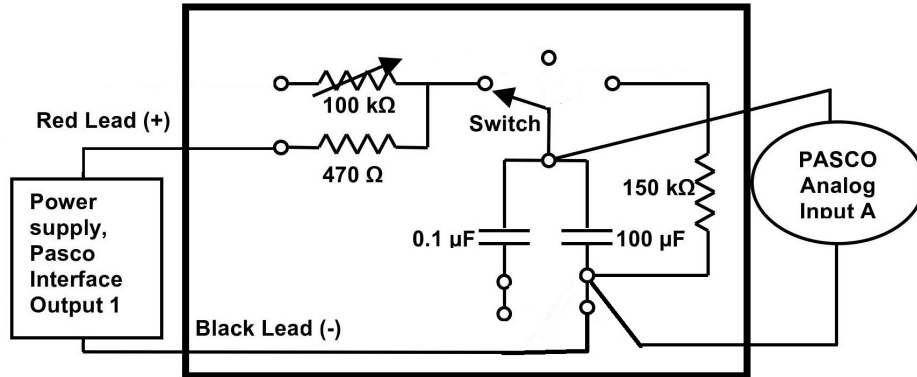 100 kΩ
Red Lead (+)
Switch
470 Ω
150 kΩ
PASCO
Analog
Input A
Power
supply,
Pasco
Interface
Output 1
0.1 µF
100 µF
Black Lead (-)